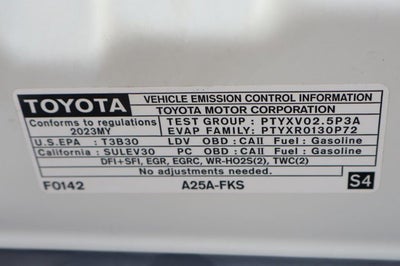 TOYOTA VEHICLE EMISSION CONTROL INFORMATION
TOYOTA MOTOR CORPORATION
Conforms to regulations TEST GROUP : PTYXV02.5P3A
2023MY EVAP FAMILY: PTYXR0130P72
U.S.EPA : T3B30 LDV OBD : CAII Fuel : Gasoline
California : SULEV30 PC OBD : CAII Fuel : Gasoline
DFI+SFI, EGR, EGRC, WR-HO2S(2), TWC(2)
No adjustments needed.
F0142 A25A-FKS S4